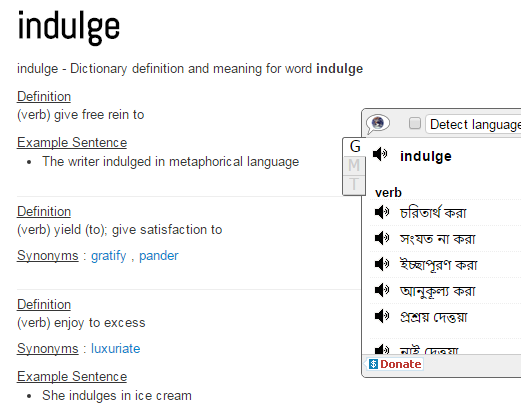 indulge
indulge - Dictionary definition and meaning for word indulge
Definition
(verb) give free rein to
Example Sentence
• The writer indulged in metaphorical language
Definition
(verb) yield (to); give satisfaction to
Synonyms : gratify , pander
Definition
(verb) enjoy to excess
Synonyms : luxuriate
Example Sentence
• She indulges in ice cream
Detect language
G
M
T
indulge
verb
চরিতার্থ করা
সংযত না করা
ইচ্ছাপূরণ করা
আনুকূল্য করা
প্রশ্রয় দেত্তয়া
নাই দেত্তয়া
$ Donate